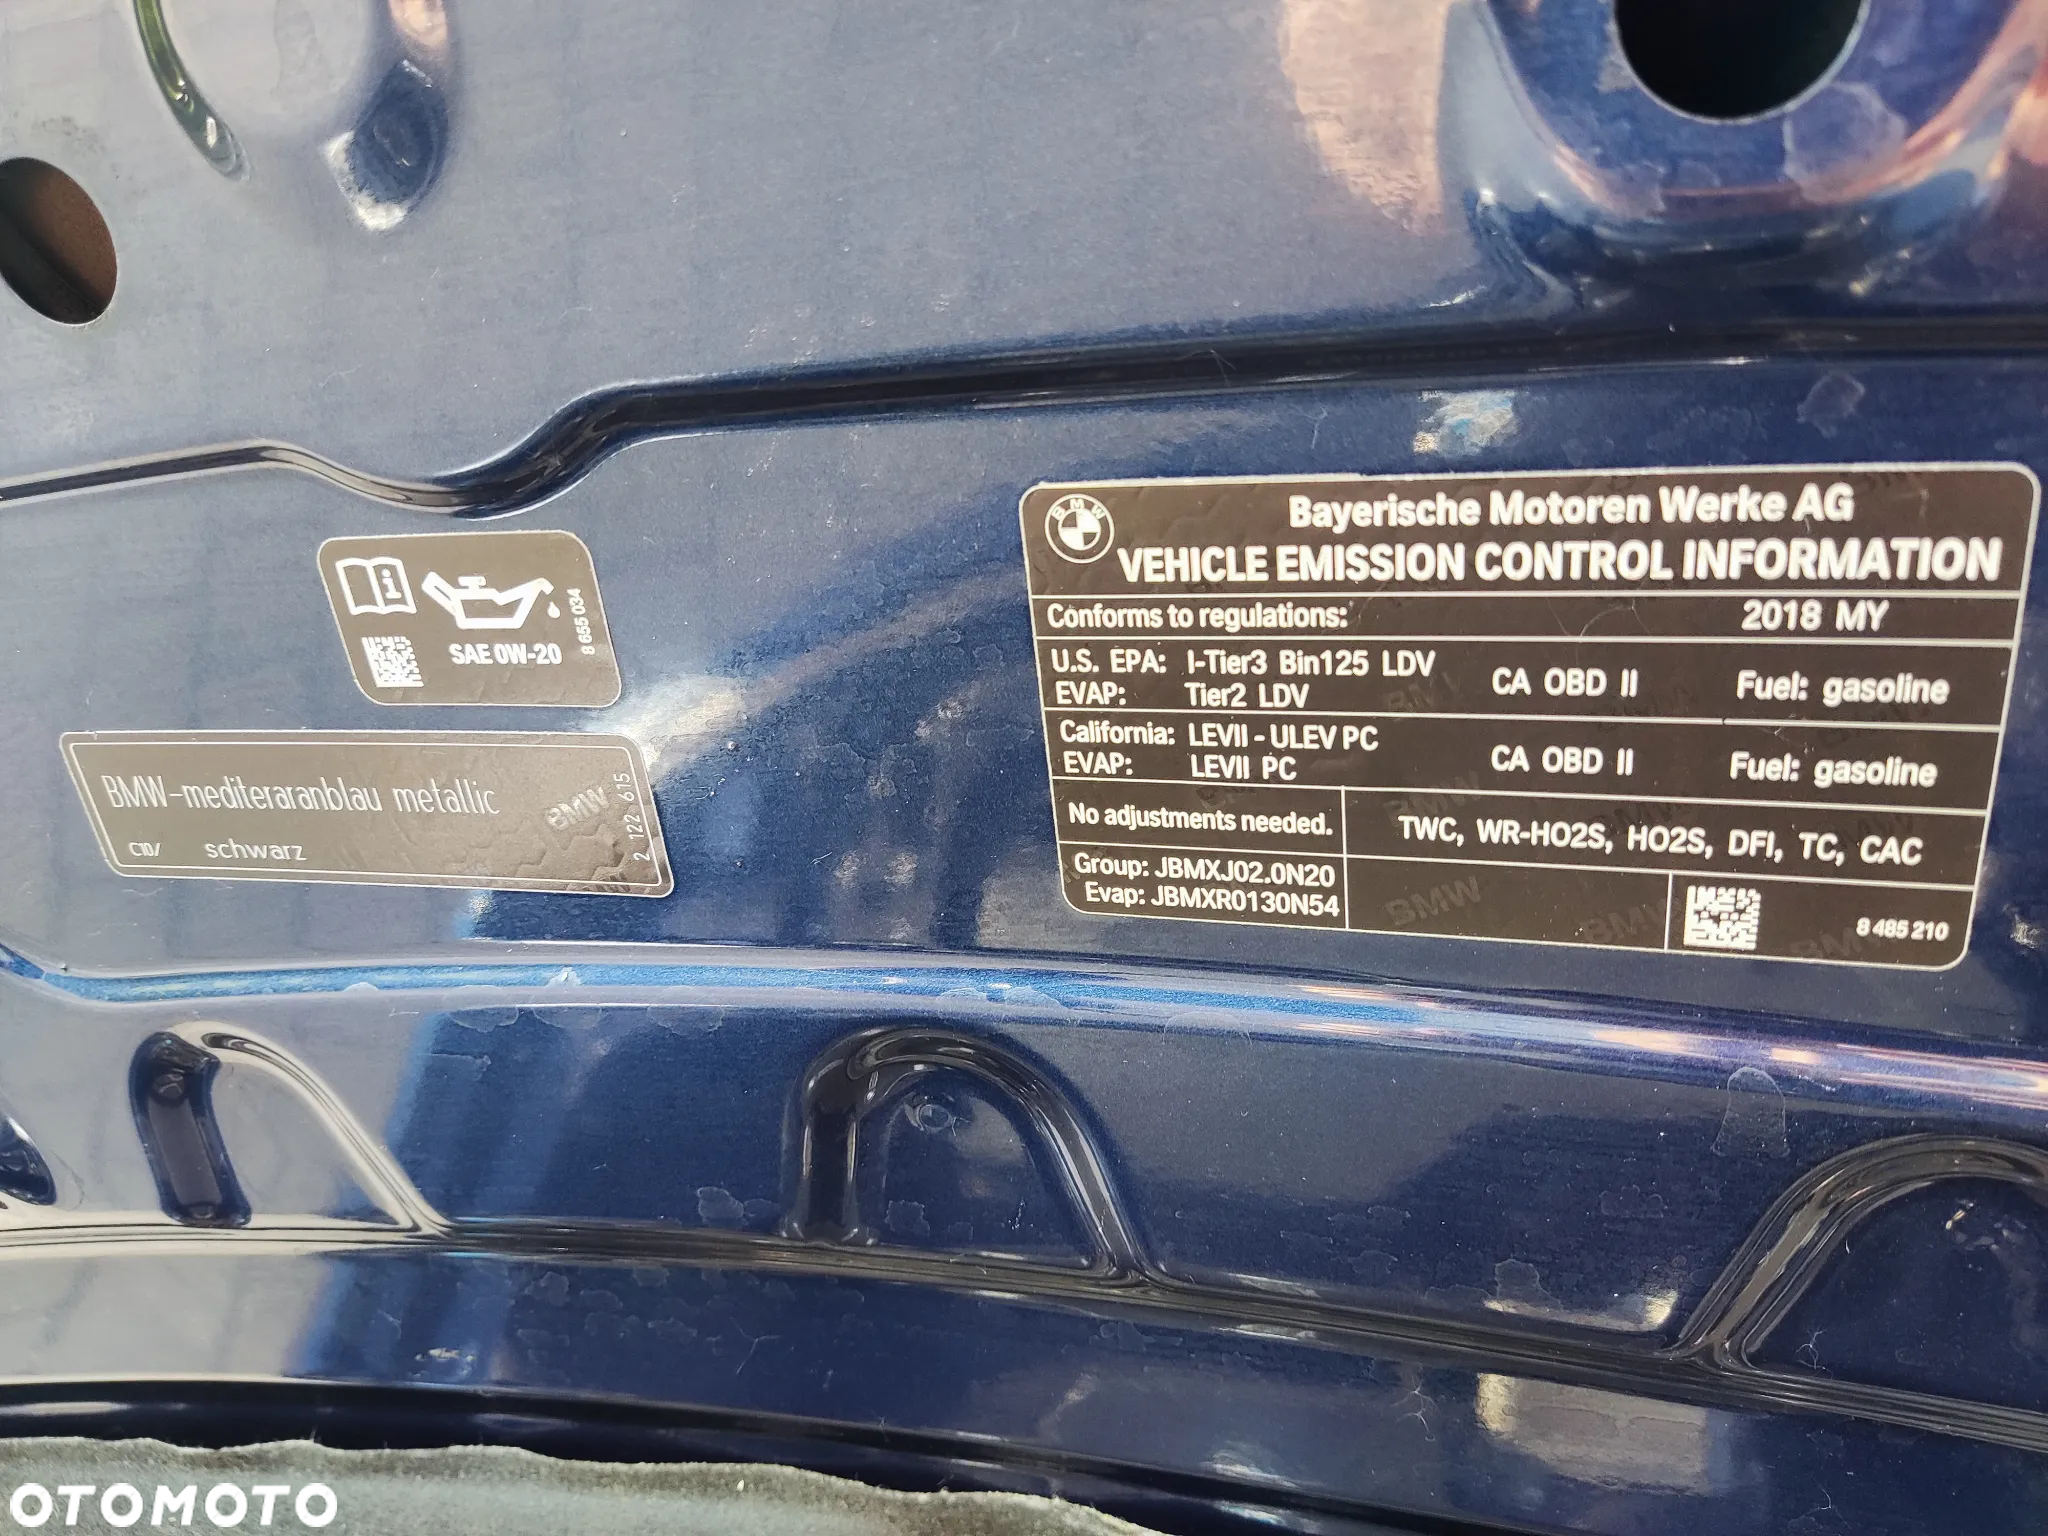 Bayerische Motoren Werke AG
VEHICLE EMISSION CONTROL INFORMATION
Conforms to regulations: 2018 MY
U.S. EPA: I-Tier3 Bin125 LDV CA OBD II Fuel: gasoline
EVAP: Tier2 LDV
California: LEVII - ULEV PC CA OBD II Fuel: gasoline
EVAP: LEVII PC
No adjustments needed. TWC, WR-HO2S, HO2S, DFI, TC, CAC
Group: JBMXJ02.0N20
Evap: JBMXR0130N54
8 485 210
SAE 0W-20
8 655 034
BMW-mediteraranblau metallic
C10/ schwarz
2 122 615
BMW
OTOMOTO